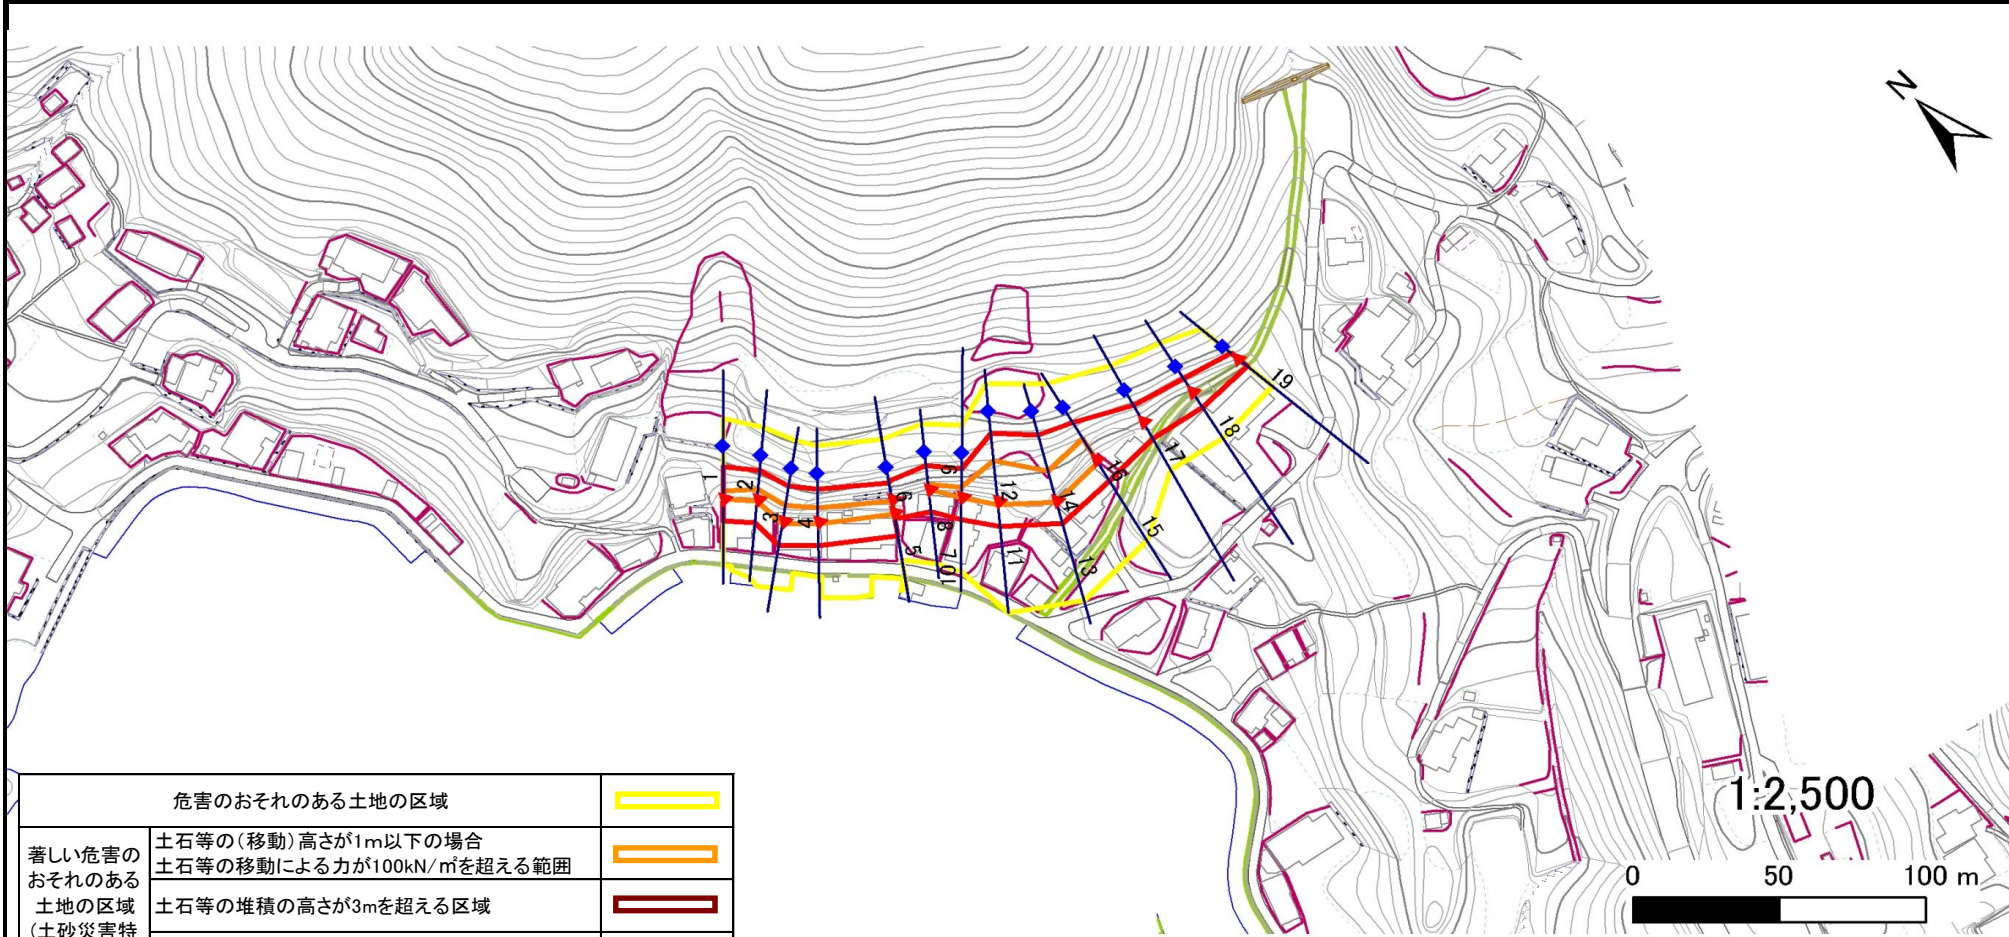 N
19
18
17
16
15
14
13
12
11
10
9
8
7
6
5
4
3
2
1
1:2,500
0 50 100 m
危害のおそれのある土地の区域
著しい危害の
おそれのある
土地の区域
(土砂災害特
土石等の(移動)高さが1m以下の場合
土石等の移動による力が100kN/㎡を超える範囲
土石等の堆積の高さが3mを超える区域